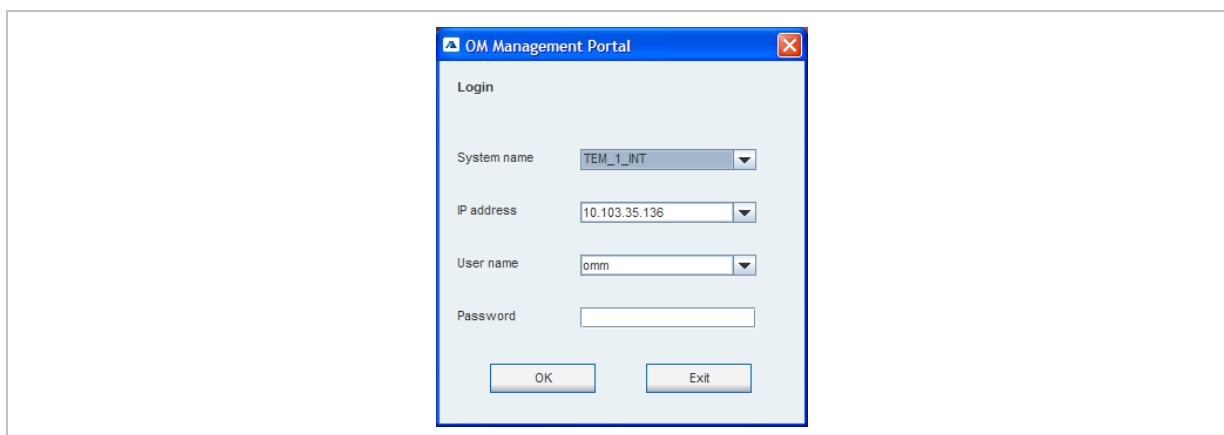 OM Management Portal
Login
System name TEM_1_INT
IP address 10.103.35.136
User name omm
Password
OK Exit